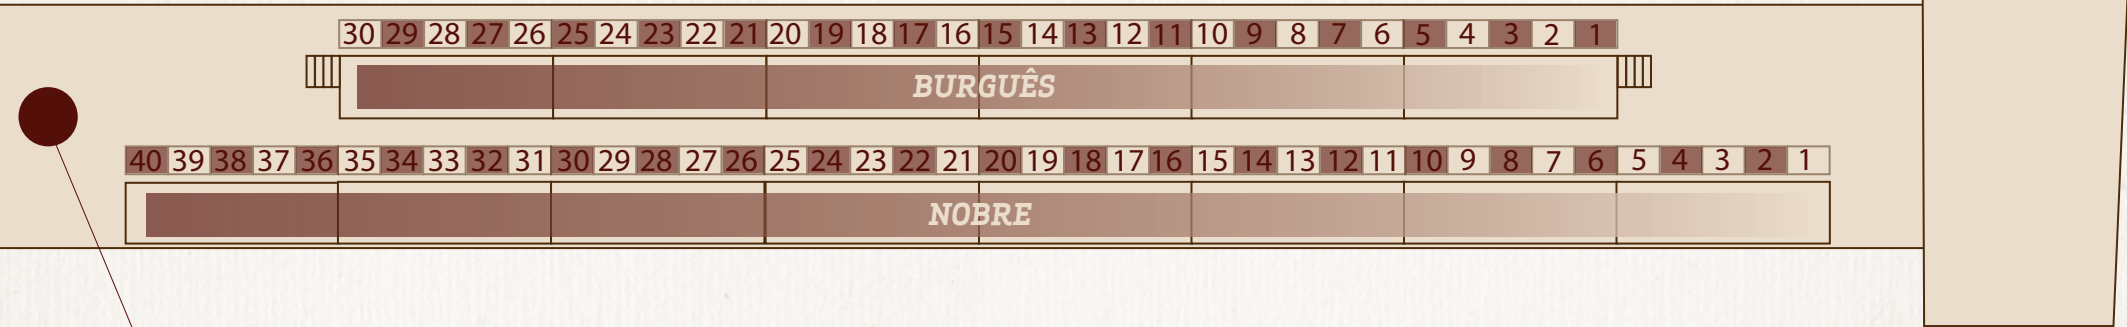 30 29 28 27 26 25 24 23 22 21 20 19 18 17 16 15 14 13 12 11 10 9 8 7 6 5 4 3 2 1
BURGUÊS
40 39 38 37 36 35 34 33 32 31 30 29 28 27 26 25 24 23 22 21 20 19 18 17 16 15 14 13 12 11 10 9 8 7 6 5 4 3 2 1
NOBRE